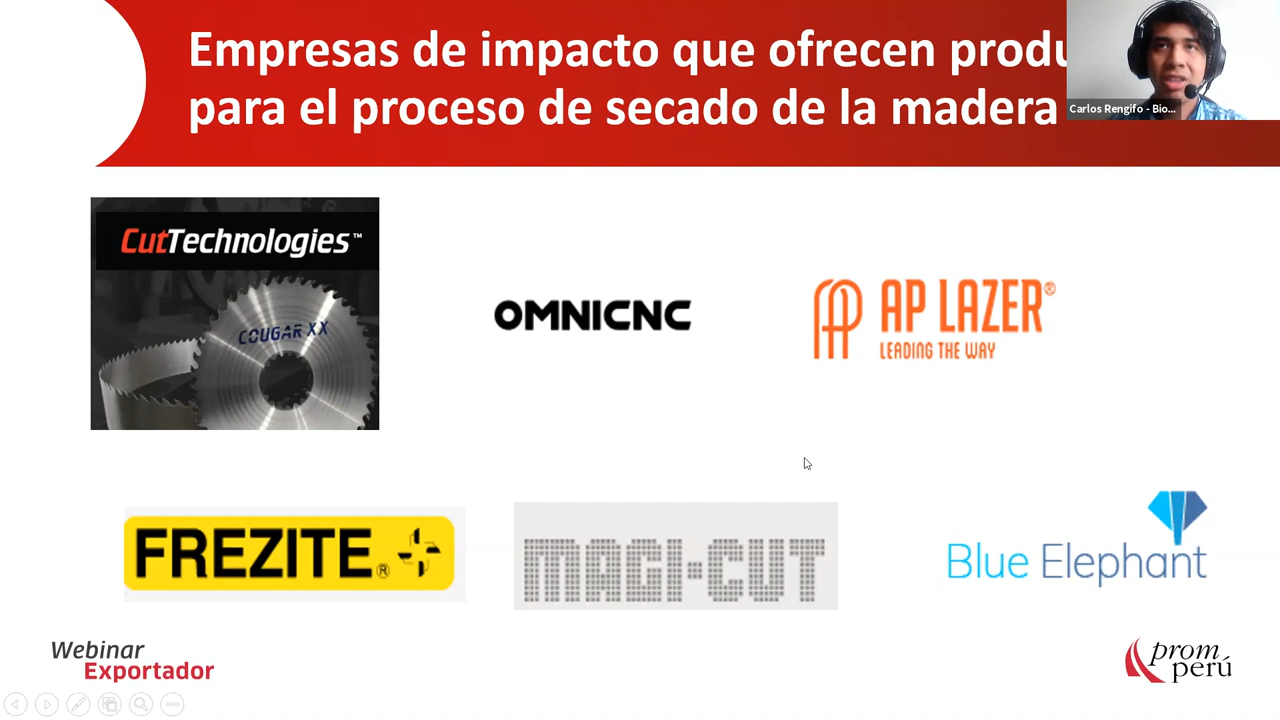 Empresas de impacto que ofrecen produ
para el proceso de secado de la madera
Carlos Rengifo - Bio...
CutTechnologies™
COUGAR XX
OMNICNC
AP LAZER®
LEADING THE WAY
FREZITE®
MAGI-CUT
Blue Elephant
Webinar
Exportador
prom
perú